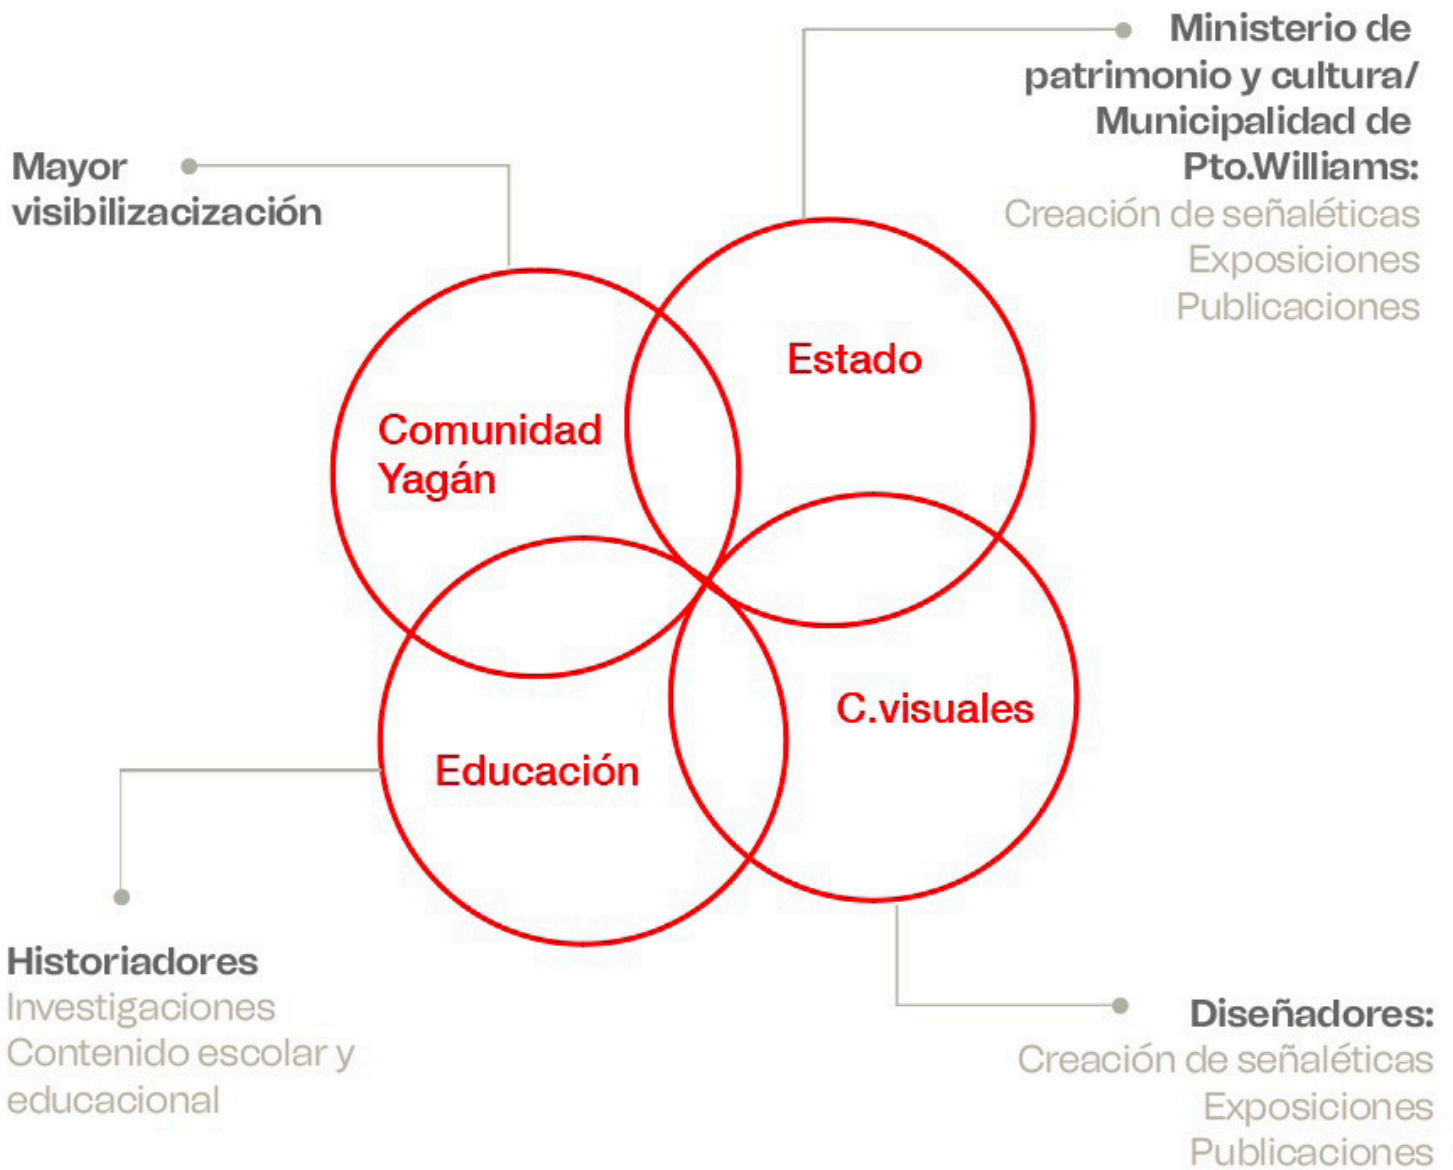 Ministerio de
patrimonio y cultura/
Municipalidad de
Pto.Williams:
Creación de señaléticas
Exposiciones
Publicaciones
Mayor
visibilizacización
Estado
Comunidad
Yagán
C.visuales
Educación
Historiadores
Investigaciones
Contenido escolar y
educacional
Diseñadores:
Creación de señaléticas
Exposiciones
Publicaciones